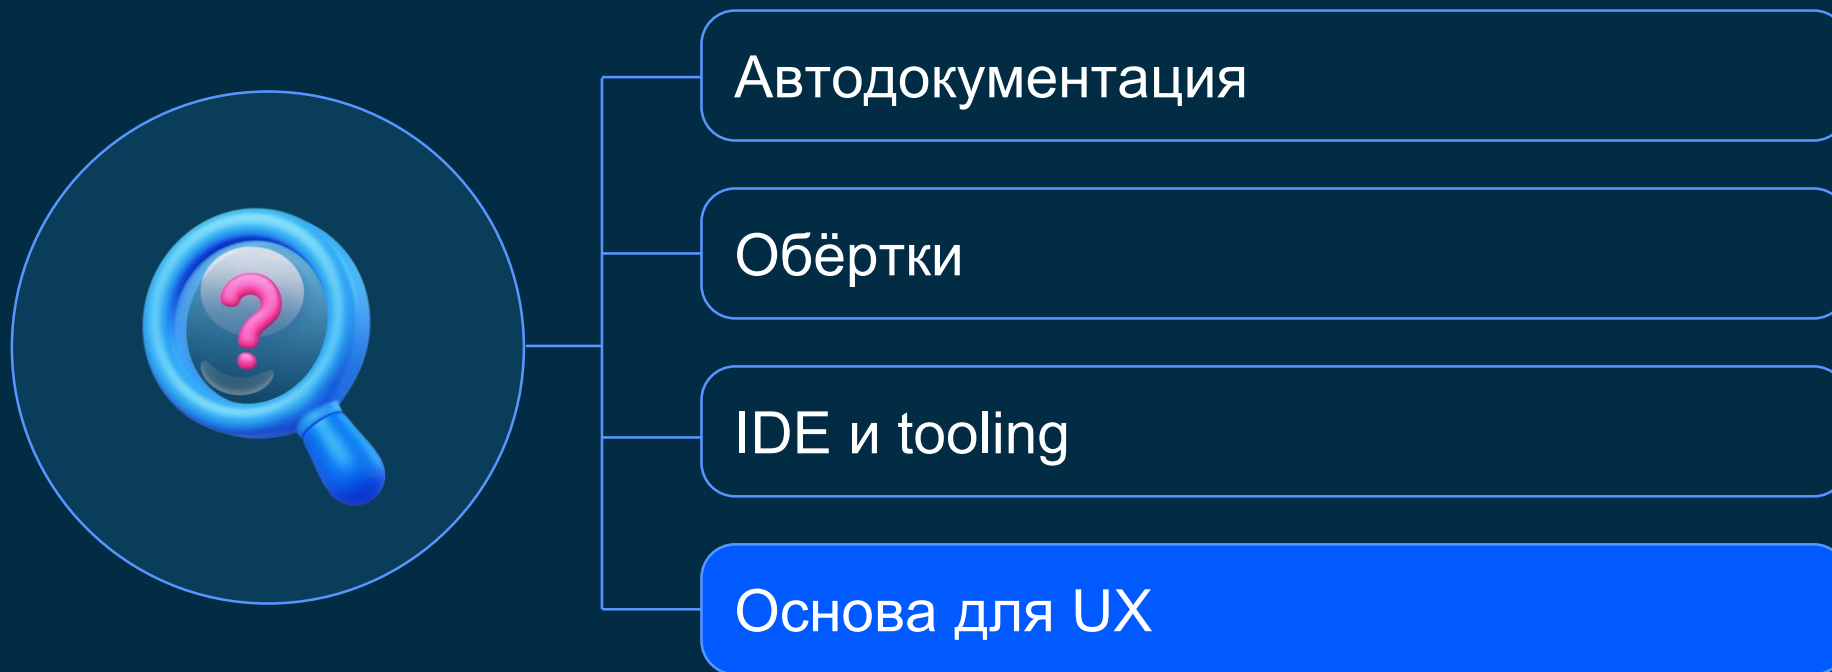 Автодокументация
Обёртки
IDE и tooling
Основа для UX